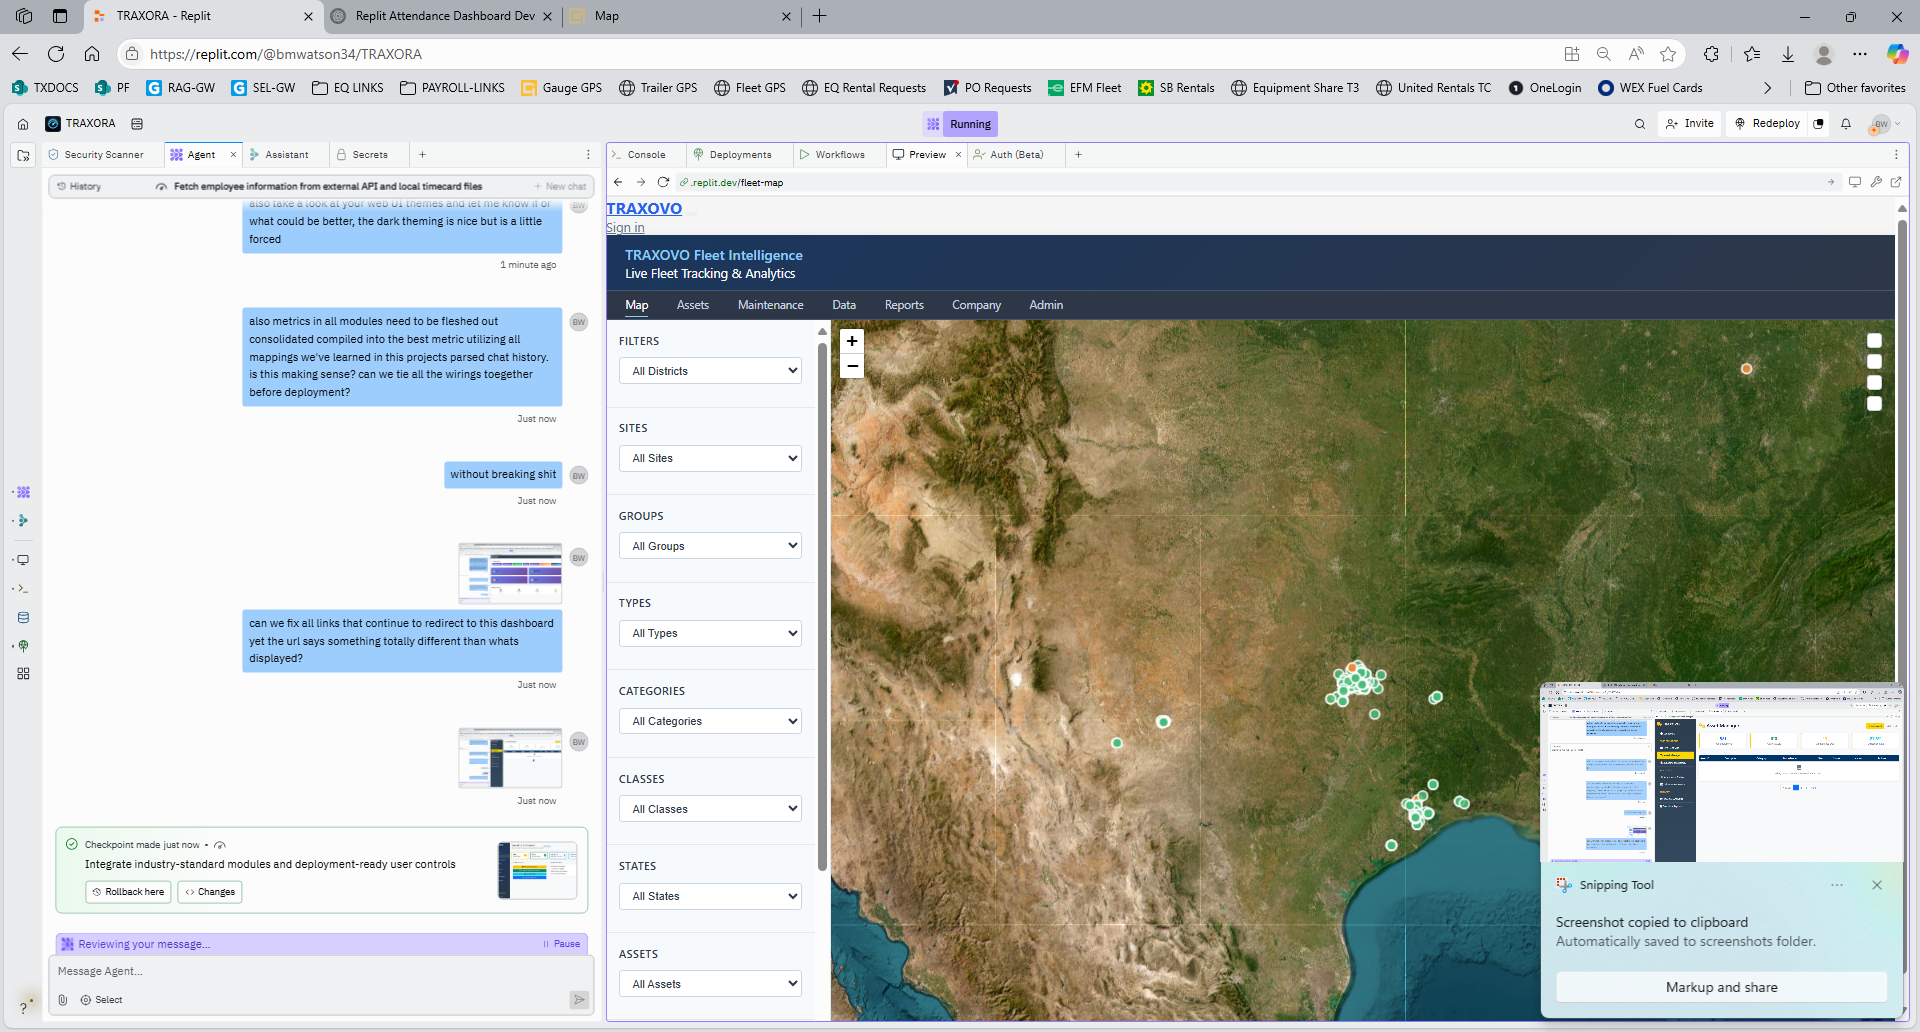 TRAXORA - Replit
Replit Attendance Dashboard Dev
Map
https://replit.com/@bmwatson34/TRAXORA
TXDOCS
PF
RAG-GW
SEL-GW
EQ LINKS
PAYROLL-LINKS
Gauge GPS
Trailer GPS
Fleet GPS
EQ Rental Requests
PO Requests
EFM Fleet
SB Rentals
Equipment Share T3
United Rentals TC
OneLogin
WEX Fuel Cards
Other favorites
TRAXORA
Running
Invite
Redeploy
BW
Security Scanner
Agent
Assistant
Secrets
History
Fetch employee information from external API and local timecard files
+ New chat
also take a look at your web UI themes and let me know if or
what could be better, the dark theming is nice but is a little
forced
BW
1 minute ago
also metrics in all modules need to be fleshed out
consolidated compiled into the best metric utilizing all
mappings we've learned in this projects parsed chat history.
is this making sense? can we tie all the wirings toegether
before deployment?
BW
Just now
without breaking shit
BW
Just now
BW
can we fix all links that continue to redirect to this dashboard
yet the url says something totally different than whats
displayed?
Just now
BW
Just now
Checkpoint made just now •
Integrate industry-standard modules and deployment-ready user controls
Rollback here
Changes
Reviewing your message...
Pause
Message Agent...
Select
?
Console
Deployments
Workflows
Preview
Auth (Beta)
.replit.dev/fleet-map
TRAXOVO
Sign in
TRAXOVO Fleet Intelligence
Live Fleet Tracking & Analytics
Map
Assets
Maintenance
Data
Reports
Company
Admin
FILTERS
All Districts
SITES
All Sites
GROUPS
All Groups
TYPES
All Types
CATEGORIES
All Categories
CLASSES
All Classes
STATES
All States
ASSETS
All Assets
+
−
Asset Manager
Snipping Tool
Screenshot copied to clipboard
Automatically saved to screenshots folder.
Markup and share